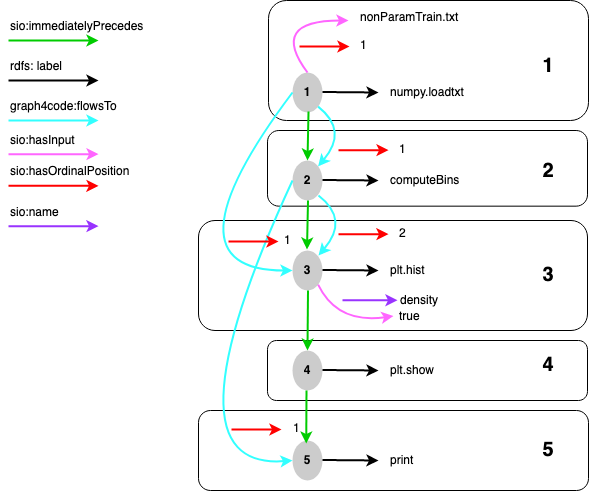 sio:immediatelyPrecedes
rdfs: label
graph4code:flowsTo
sio:hasInput
sio:hasOrdinalPosition
sio:name
nonParamTrain.txt
1
1
1
numpy.loadtxt
1
2
2
computeBins
2
1
3
3
plt.hist
density
true
4
4
plt.show
1
5
5
print